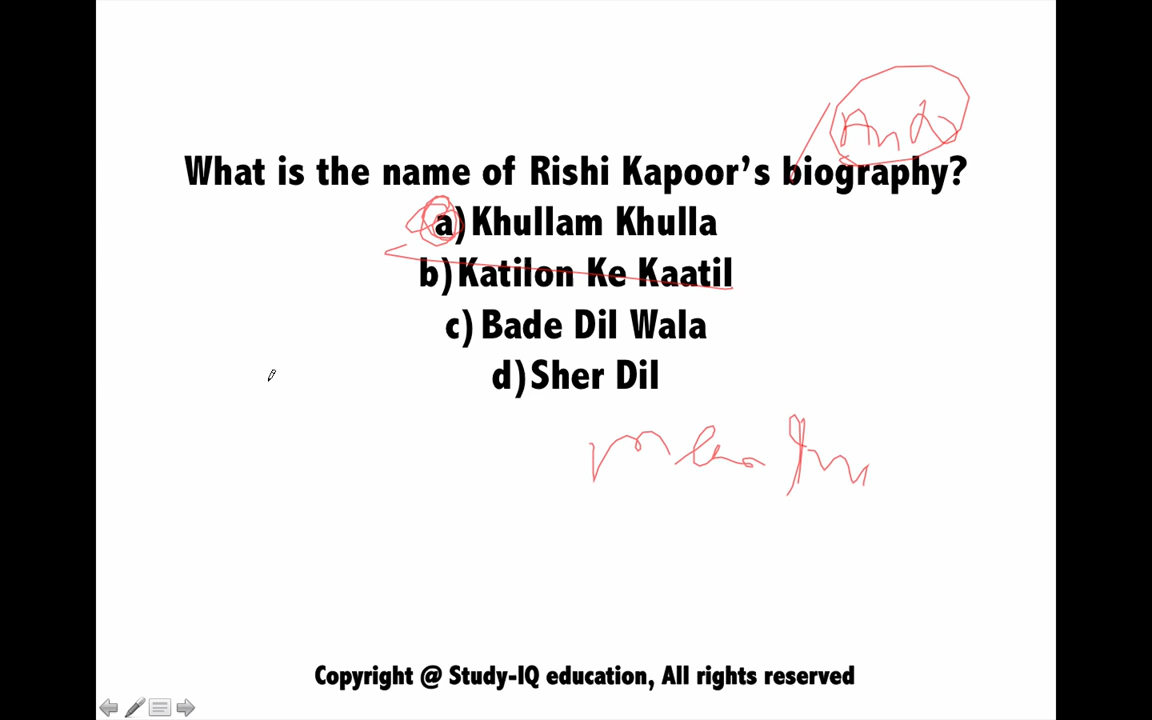 What is the name of Rishi Kapoor’s biography?
a) Khullam Khulla
b) Katilon Ke Kaatil
c) Bade Dil Wala
d) Sher Dil
Copyright @ Study-IQ education, All rights reserved